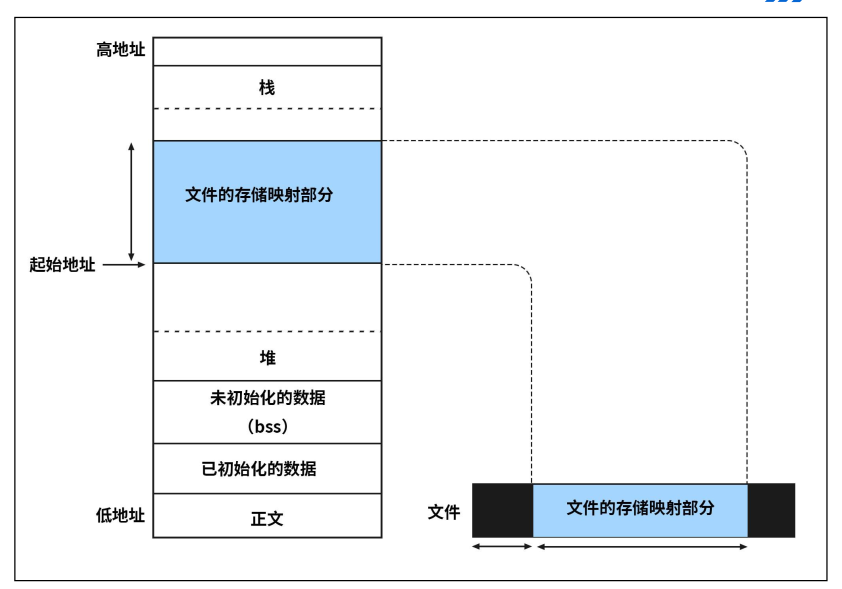 高地址
栈
文件的存储映射部分
起始地址
堆
未初始化的数据
（bss）
已初始化的数据
低地址
正文
文件
文件的存储映射部分